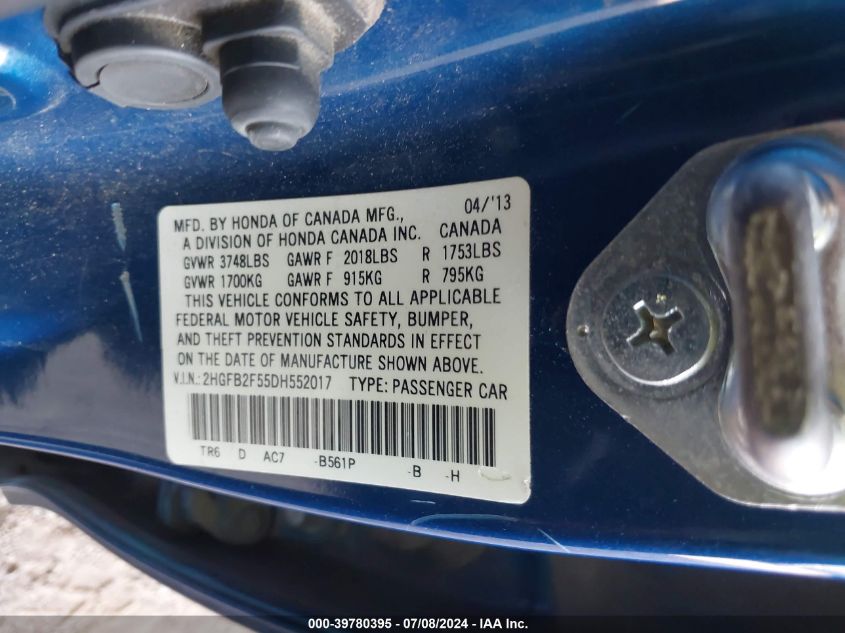 04/'13
MFD. BY HONDA OF CANADA MFG.,
A DIVISION OF HONDA CANADA INC. CANADA
GVWR 3748LBS GAWR F 2018LBS R 1753LBS
GVWR 1700KG GAWR F 915KG R 795KG
THIS VEHICLE CONFORMS TO ALL APPLICABLE
FEDERAL MOTOR VEHICLE SAFETY, BUMPER,
AND THEFT PREVENTION STANDARDS IN EFFECT
ON THE DATE OF MANUFACTURE SHOWN ABOVE.
V.I.N.: 2HGFB2F55DH552017 TYPE: PASSENGER CAR
TR6 D AC7 -B561P -B -H
000-39780395 - 07/08/2024 - IAA Inc.